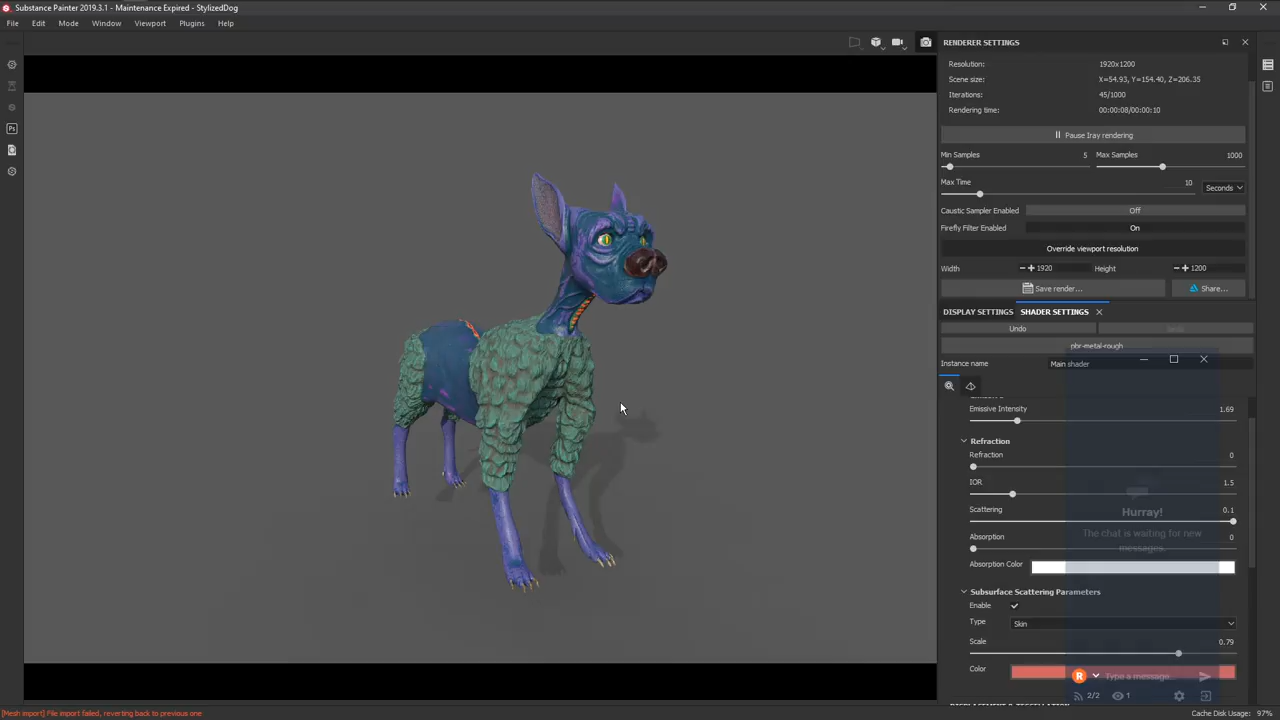 Substance Painter 2019.3.1 - Maintenance Expired - StylizedDog
File Edit Mode Window Viewport Plugins Help
RENDERER SETTINGS
Resolution: 1920x1200
Scene size: X=54.93, Y=154.40, Z=206.35
Iterations: 45/1000
Rendering time: 00:00:08/00:00:10
Pause Iray rendering
Min Samples 5 Max Samples 1000
Max Time 10 Seconds
Caustic Sampler Enabled Off
Firefly Filter Enabled On
Override viewport resolution
Width 1920 Height 1200
Save render... Share...
DISPLAY SETTINGS SHADER SETTINGS
Undo
pbr-metal-rough
Instance name Main shader
Emissive Intensity 1.69
Refraction
Refraction 0
IOR 1.5
Scattering 0.1
Hurray!
The chat is waiting for new
messages.
Absorption 0
Absorption Color
Subsurface Scattering Parameters
Enable
Type Skin
Scale 0.79
Color
R Type a message...
2/2 1
Ps
[Mesh import] File import failed, reverting back to previous one
Cache Disk Usage: 97%